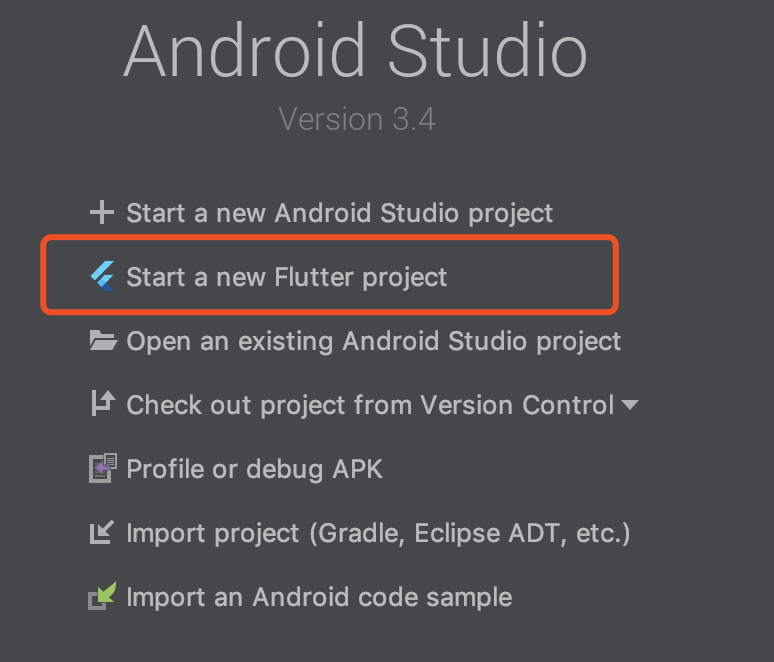 Android Studio
Version 3.4
Start a new Android Studio project
Start a new Flutter project
Open an existing Android Studio project
Check out project from Version Control
Profile or debug APK
Import project (Gradle, Eclipse ADT, etc.)
Import an Android code sample